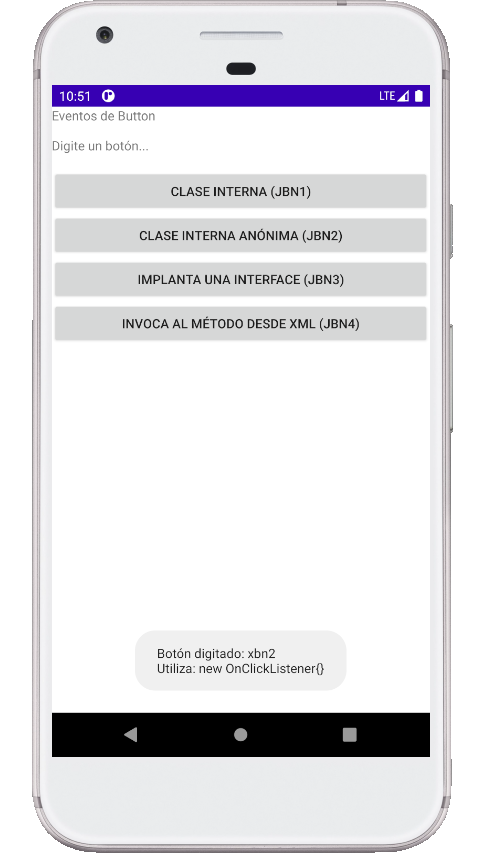 10:51
LTE
Eventos de Button
Digite un botón...
CLASE INTERNA (JBN1)
CLASE INTERNA ANÓNIMA (JBN2)
IMPLANTA UNA INTERFACE (JBN3)
INVOCA AL MÉTODO DESDE XML (JBN4)
Botón digitado: xbn2
Utiliza: new OnClickListener{}